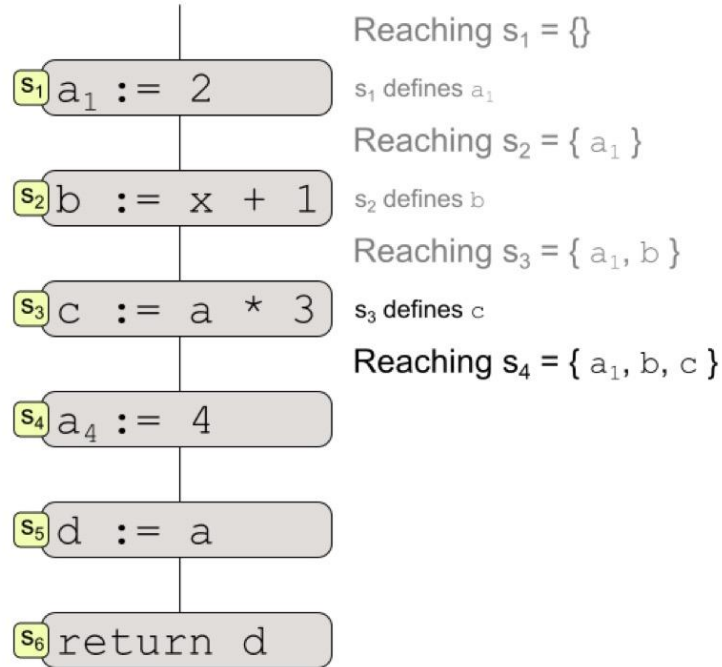 Reaching s₁ = {}
s₁ a₁ := 2
s₁ defines a₁
Reaching s₂ = { a₁ }
s₂ b := x + 1
s₂ defines b
Reaching s₃ = { a₁, b }
s₃ c := a * 3
s₃ defines c
Reaching s₄ = { a₁, b, c }
s₄ a₄ := 4
s₅ d := a
s₆ return d